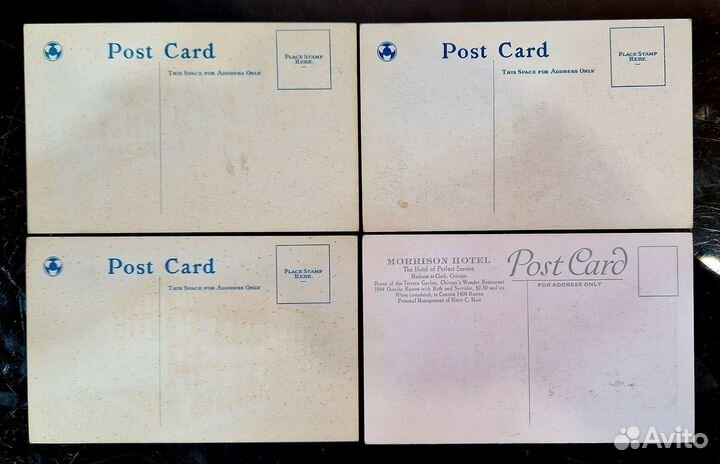 Post Card
PLACE STAMP
HERE.
THIS SPACE FOR ADDRESS ONLY
Post Card
PLACE STAMP
HERE.
THIS SPACE FOR ADDRESS ONLY
Post Card
PLACE STAMP
HERE.
THIS SPACE FOR ADDRESS ONLY
MORRISON HOTEL
The Hotel of Perfect Service
Madison at Clark, Chicago
Home of the Terrace Garden, Chicago's Wonder Restaurant
1944 Outside Rooms with Bath and Servidor, $2.50 and up
When completed, to Contain 3400 Rooms
Personal Management of Harry C. Moir
Post Card
FOR ADDRESS ONLY
Avito